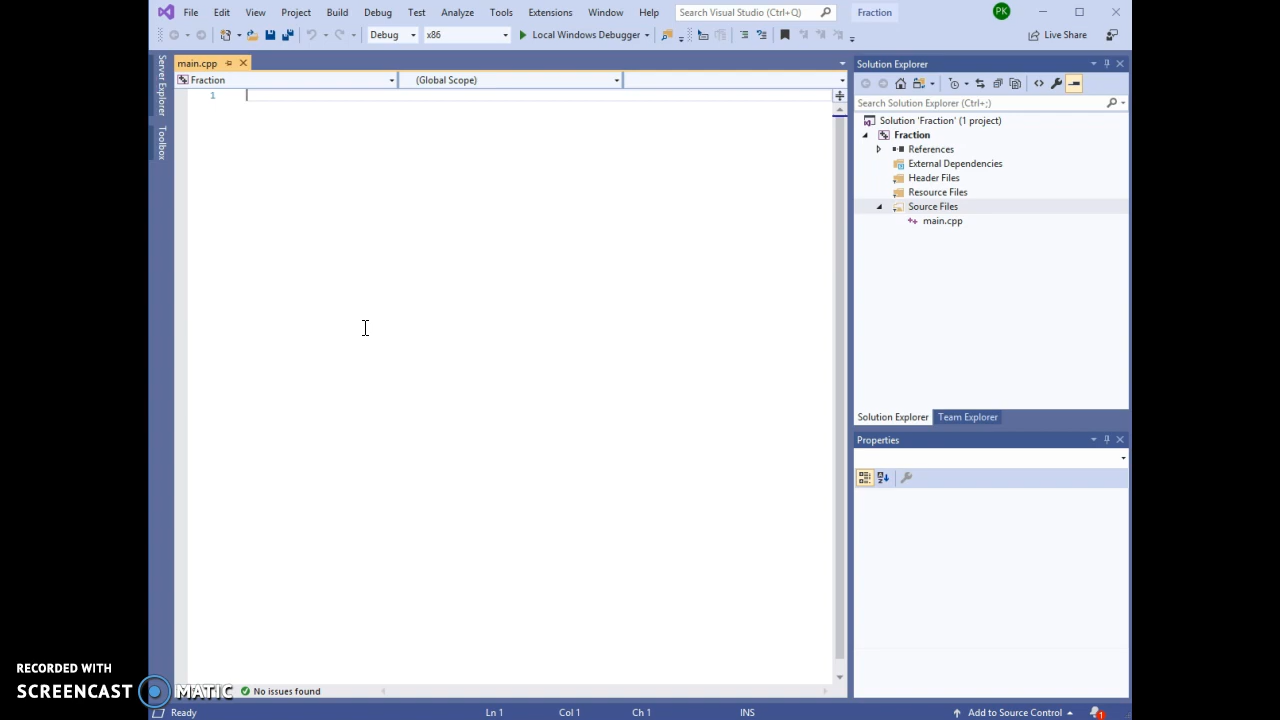 File Edit View Project Build Debug Test Analyze Tools Extensions Window Help Search Visual Studio (Ctrl+Q) Fraction PK
Debug x86 Local Windows Debugger Live Share
main.cpp
Fraction (Global Scope)
1
Server Explorer
Toolbox
Solution Explorer
Search Solution Explorer (Ctrl+;)
Solution 'Fraction' (1 project)
Fraction
References
External Dependencies
Header Files
Resource Files
Source Files
main.cpp
Solution Explorer Team Explorer
Properties
No issues found
Ready Ln 1 Col 1 Ch 1 INS Add to Source Control 1
RECORDED WITH
SCREENCAST MATIC